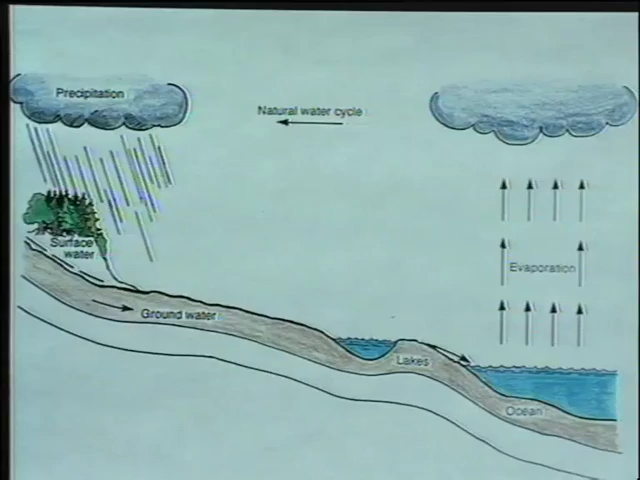 Precipitation
Natural water cycle
Surface
water
Evaporation
Ground water
Lakes
Ocean